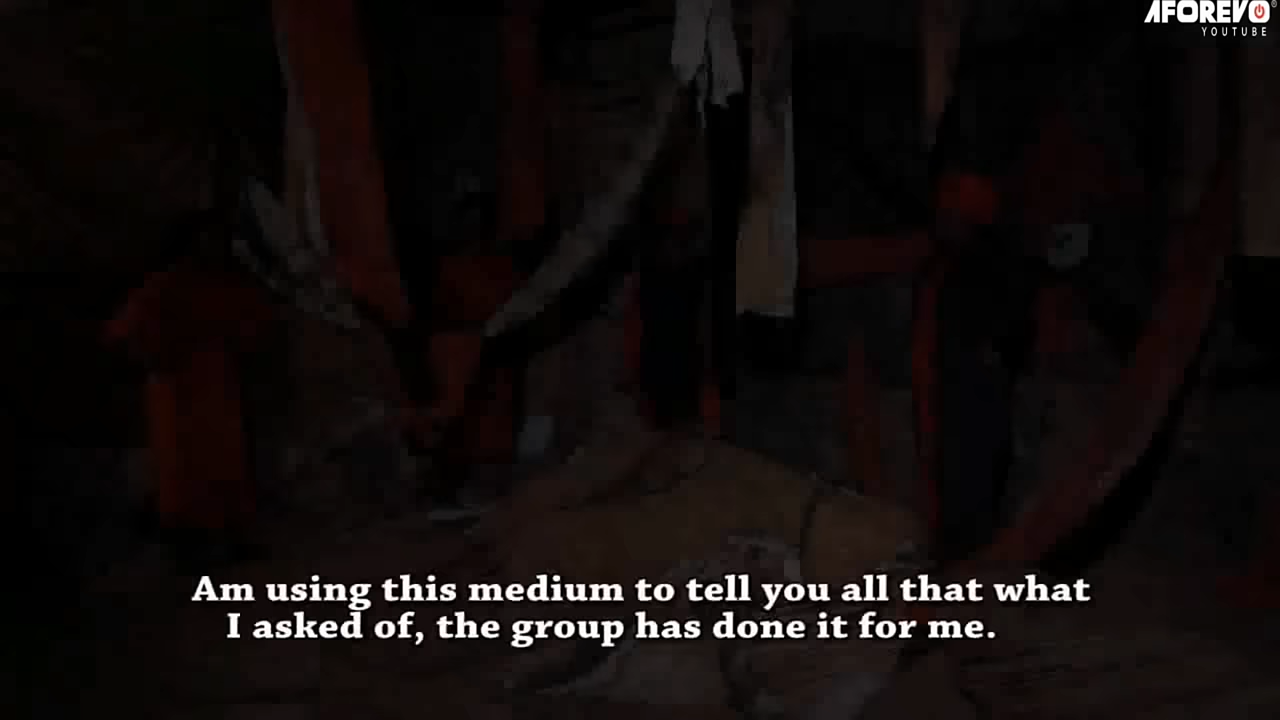 AFOREVO
YOUTUBE
Am using this medium to tell you all that what
I asked of, the group has done it for me.